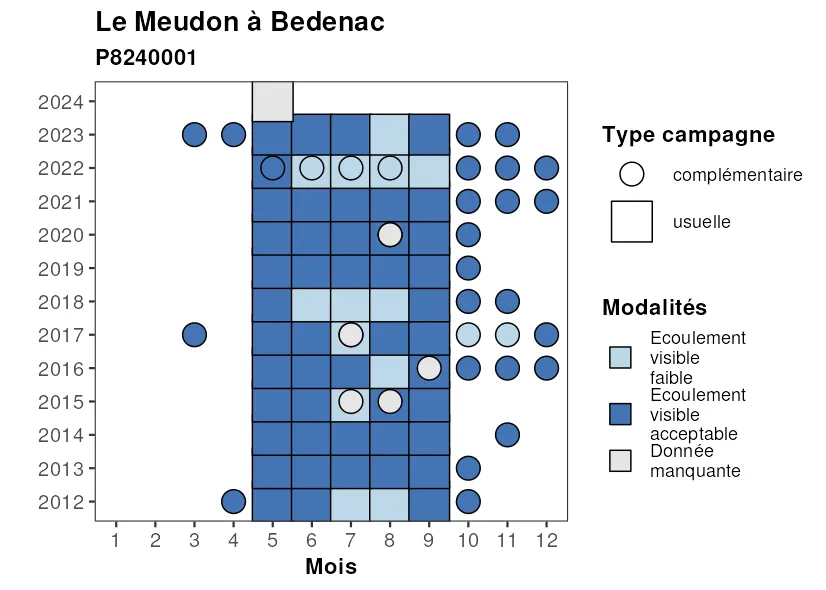 Le Meudon à Bedenac
P8240001
2024
2023
2022
2021
2020
2019
2018
2017
2016
2015
2014
2013
2012
1 2 3 4 5 6 7 8 9 10 11 12
Mois
Type campagne
complémentaire
usuelle
Modalités
Ecoulement
visible
faible
Ecoulement
visible
acceptable
Donnée
manquante